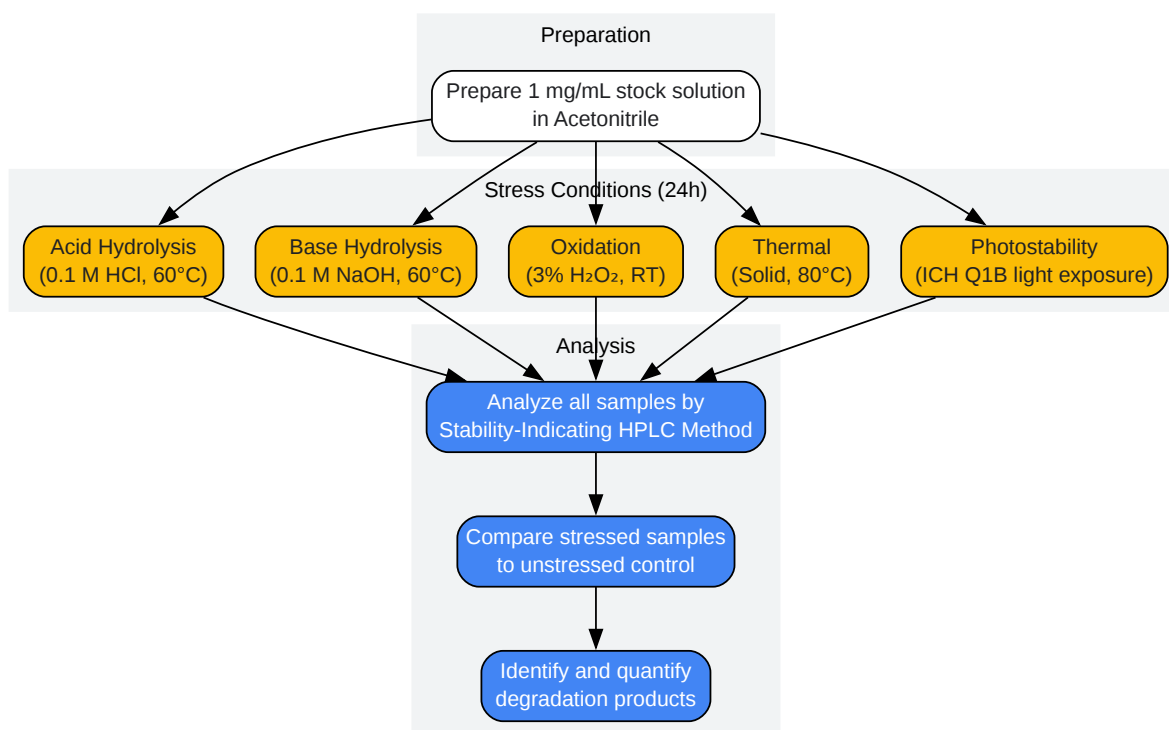 Preparation
Prepare 1 mg/mL stock solution
in Acetonitrile
Stress Conditions (24h)
Acid Hydrolysis
(0.1 M HCl, 60°C)
Base Hydrolysis
(0.1 M NaOH, 60°C)
Oxidation
(3% H₂O₂, RT)
Thermal
(Solid, 80°C)
Photostability
(ICH Q1B light exposure)
Analysis
Analyze all samples by
Stability-Indicating HPLC Method
Compare stressed samples
to unstressed control
Identify and quantify
degradation products